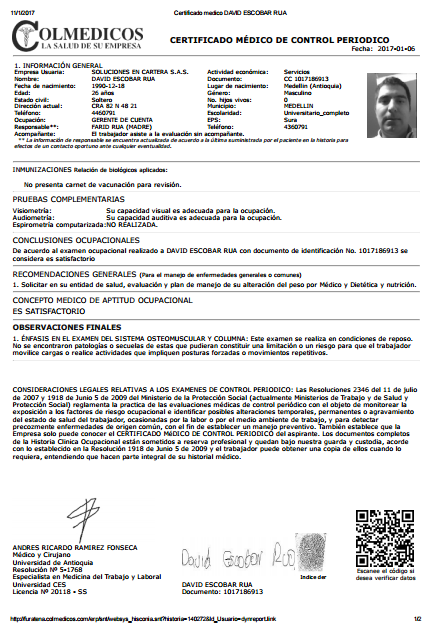 11/1/2017 Certificado medico DAVID ESCOBAR RUA
COLMEDICOS
LA SALUD DE SU EMPRESA
CERTIFICADO MÉDICO DE CONTROL PERIODICO
Fecha: 2017-01-06
1. INFORMACIÓN GENERAL
Empresa Usuaria: SOLUCIONES EN CARTERA S.A.S. Actividad económica: Servicios
Nombre: DAVID ESCOBAR RUA Documento: CC 1017186913
Fecha de nacimiento: 1990-12-18 Lugar de nacimiento: Medellin (Antioquia)
Edad: 26 años Género: Masculino
Estado civil: Soltero No. hijos vivos: 0
Dirección actual: CRA 82 N 48 21 Municipio: MEDELLIN
Teléfono: 4460791 Escolaridad: Universitario_completo
Ocupación: GERENTE DE CUENTA EPS: Sura
Responsable**: FARID RUA (MADRE) Teléfono: 4360791
Acompañante: El trabajador asiste a la evaluación sin acompañante.
** La información de responsable se encuentra actualizada de acuerdo a la última suministrada por el paciente en la historia para
efectos de un contacto oportuno ante cualquier eventualidad.
INMUNIZACIONES Relación de biológicos aplicados:
No presenta carnet de vacunación para revisión.
PRUEBAS COMPLEMENTARIAS
Visiometría: Su capacidad visual es adecuada para la ocupación.
Audiometría: Su capacidad auditiva es adecuada para la ocupación.
Espirometría computarizada: NO REALIZADA.
CONCLUSIONES OCUPACIONALES
De acuerdo al examen ocupacional realizado a DAVID ESCOBAR RUA con documento de identificación No. 1017186913 se
considera es satisfactorio
RECOMENDACIONES GENERALES (Para el manejo de enfermedades generales o comunes)
1. Solicitar en su entidad de salud, evaluación y plan de manejo de su alteración del peso por Médico y Dietética y nutrición.
CONCEPTO MEDICO DE APTITUD OCUPACIONAL
ES SATISFACTORIO
OBSERVACIONES FINALES
1. ÉNFASIS EN EL EXAMEN DEL SISTEMA OSTEOMUSCULAR Y COLUMNA: Este examen se realiza en condiciones de reposo.
No se encontraron patologías o secuelas de estas que pudieran constituir una limitación o un riesgo para que el trabajador
movilice cargas o realice actividades que impliquen posturas forzadas o movimientos repetitivos.
CONSIDERACIONES LEGALES RELATIVAS A LOS EXAMENES DE CONTROL PERIODICO: Las Resoluciones 2346 del 11 de julio
de 2007 y 1918 de Junio 5 de 2009 del Ministerio de la Protección Social (actualmente Ministerios de Trabajo y de Salud y
Protección Social) reglamenta la practica de las evaluaciones médicas de control periódico con el objeto de monitorear la
exposición a los factores de riesgo ocupacional e identificar posibles alteraciones temporales, permanentes o agravamiento
del estado de salud del trabajador, ocasionadas por la labor o por el medio ambiente de trabajo, y para detectar
precozmente enfermedades de origen común, con el fin de establecer un manejo preventivo. También establece que la
Empresa solo puede conocer el CERTIFICADO MéDICO DE CONTROL PERIODICO del aspirante. Los documentos completos
de la Historia Clínica Ocupacional están sometidos a reserva profesional y quedan bajo nuestra guarda y custodia, acorde
con lo establecido en la Resolución 1918 de Junio 5 de 2009 y el trabajador puede obtener una copia de ellos cuando lo
requiera, entendiendo que hacen parte integral de su historial médico.
ANDRES RICARDO RAMIREZ FONSECA
Médico y Cirujano
Universidad de Antioquia
Resolución Nº 5-1768
Especialista en Medicina del Trabajo y Laboral
Universidad CES
Licencia Nº 20118 - SS
David Escobar Rua
DAVID ESCOBAR RUA
Documento: 1017186913
Indice der
Escanee el código si
desea verificar datos
http://furatena.colmedicos.com/erp/snt/websys_hisconia.snt?historia=140272&Id_Usuario=dynreport.link 1/2